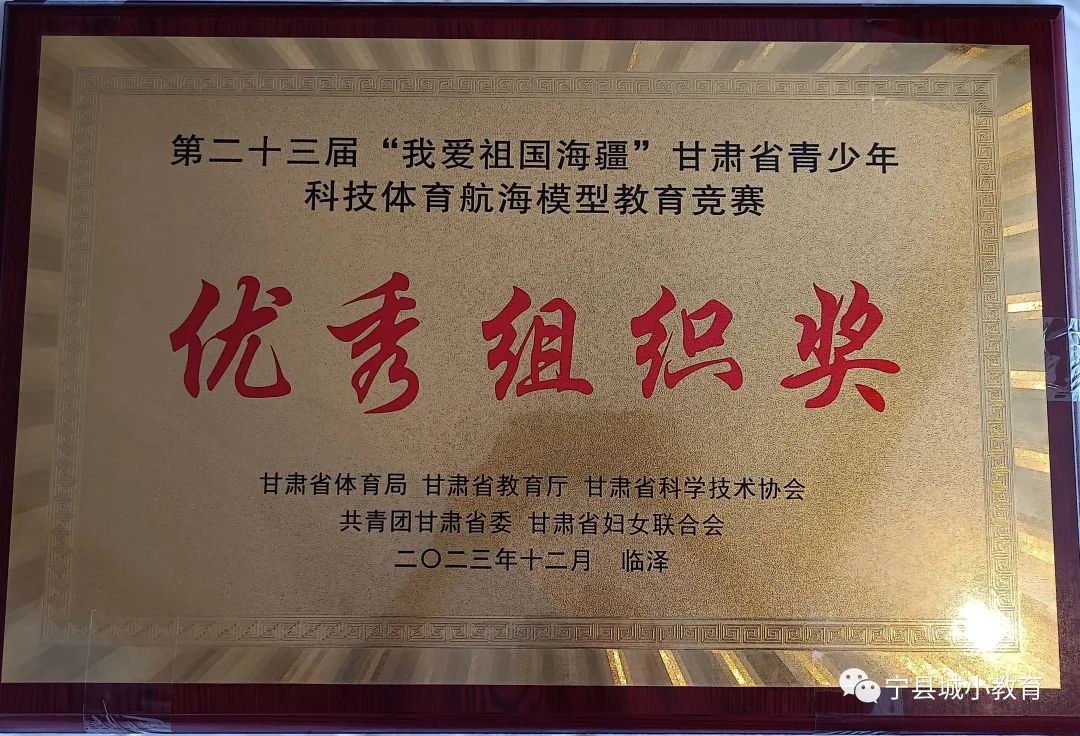 第二十三届“我爱祖国海疆”甘肃省青少年
科技体育航海模型教育竞赛
优秀组织奖
甘肃省体育局 甘肃省教育厅 甘肃省科学技术协会
共青团甘肃省委 甘肃省妇女联合会
二〇二三年十二月 临泽
宁县城小教育